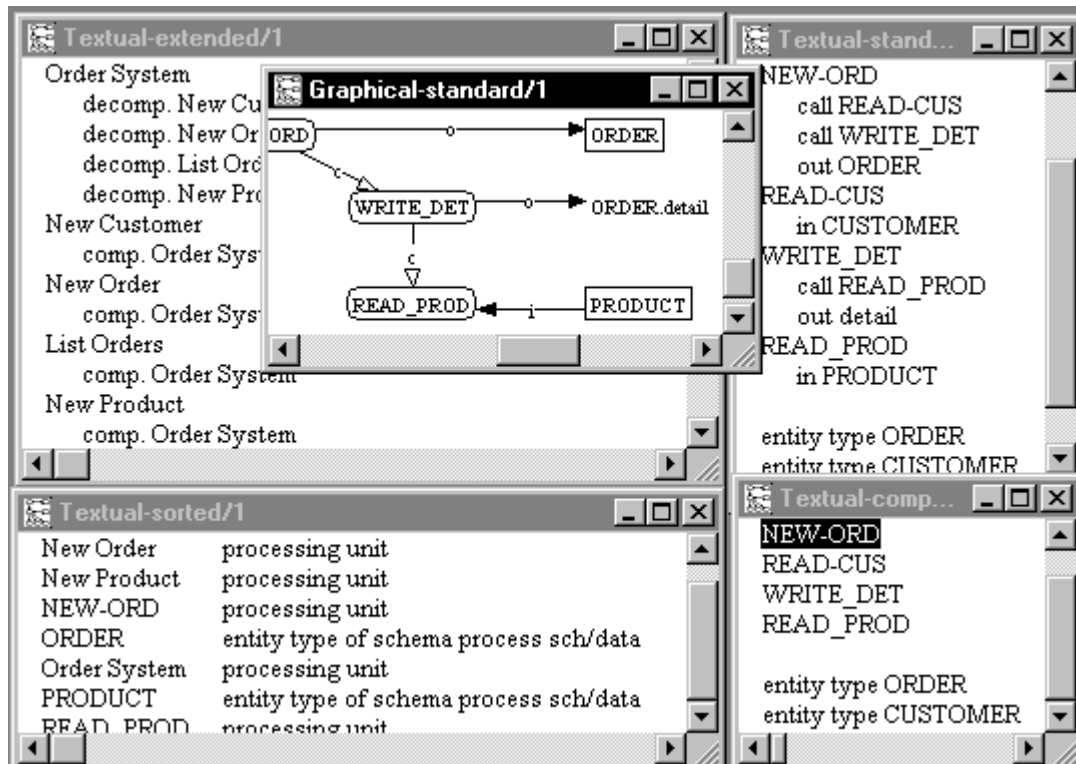 Textual-extended/1
Order System
decomp. New Cu
decomp. New Or
decomp. List Ord
decomp. New Pro
New Customer
comp. Order Sys
New Order
comp. Order Sys
List Orders
comp. Order System
New Product
comp. Order System
Graphical-standard/1
ORD
o
ORDER
c
WRITE_DET
o
ORDER.detail
c
READ_PROD
i
PRODUCT
Textual-stand...
NEW-ORD
call READ-CUS
call WRITE_DET
out ORDER
READ-CUS
in CUSTOMER
WRITE_DET
call READ_PROD
out detail
READ_PROD
in PRODUCT
entity type ORDER
entity type CUSTOMER
Textual-sorted/1
New Order processing unit
New Product processing unit
NEW-ORD processing unit
ORDER entity type of schema process sch/data
Order System processing unit
PRODUCT entity type of schema process sch/data
READ_PROD processing unit
Textual-comp...
NEW-ORD
READ-CUS
WRITE_DET
READ_PROD
entity type ORDER
entity type CUSTOMER